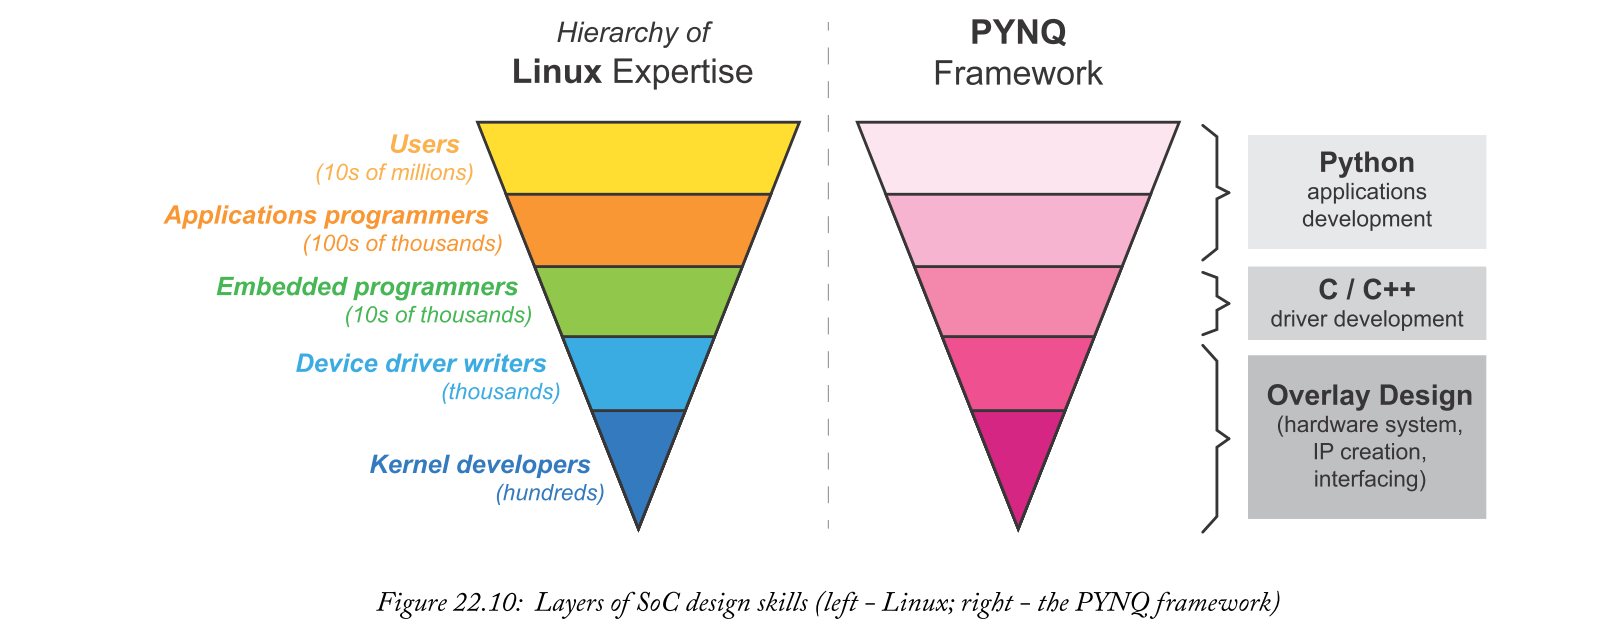 Hierarchy of
Linux Expertise
PYNQ
Framework
Users
(10s of millions)
Applications programmers
(100s of thousands)
Embedded programmers
(10s of thousands)
Device driver writers
(thousands)
Kernel developers
(hundreds)
Python
applications
development
C / C++
driver development
Overlay Design
(hardware system,
IP creation,
interfacing)
Figure 22.10: Layers of SoC design skills (left - Linux; right - the PYNQ framework)